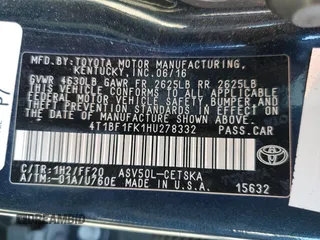 MFD. BY:
TOYOTA MOTOR MANUFACTURING,
KENTUCKY, INC. 06/16
GVWR 4630LB GAWR FR 2625LB RR 2625LB
THIS VEHICLE CONFORMS TO ALL APPLICABLE
FEDERAL MOTOR VEHICLE SAFETY, BUMPER, AND
THEFT PREVENTION STANDARDS IN EFFECT ON
THE DATE OF MANUFACTURE SHOWN ABOVE.
4T1BF1FK1HU278332 PASS.CAR
C/TR: 1H2/FF20 ASV50L-CETSKA
A/TM: -01A/U760E
TOYOTA
15632